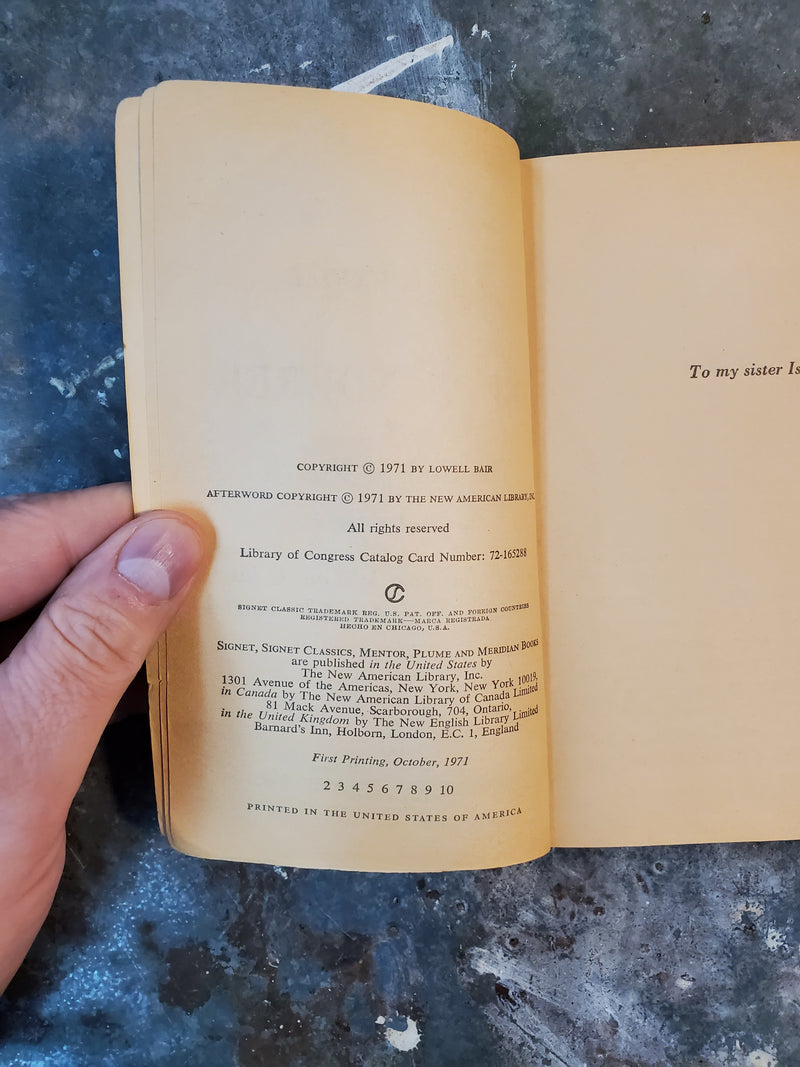 COPYRIGHT © 1971 BY LOWELL BAIR
AFTERWORD COPYRIGHT © 1971 BY THE NEW AMERICAN LIBRARY, INC.
All rights reserved
Library of Congress Catalog Card Number: 72-165288
SIGNET CLASSIC TRADEMARK REG. U.S. PAT. OFF. AND FOREIGN COUNTRIES
REGISTERED TRADEMARK—MARCA REGISTRADA
HECHO EN CHICAGO, U.S.A.
SIGNET, SIGNET CLASSICS, MENTOR, PLUME AND MERIDIAN BOOKS
are published in the United States by
The New American Library, Inc.
1301 Avenue of the Americas, New York, New York 10019,
in Canada by The New American Library of Canada Limited
81 Mack Avenue, Scarborough, 704, Ontario,
in the United Kingdom by The New English Library Limited
Barnard's Inn, Holborn, London, E.C. 1, England
First Printing, October, 1971
2 3 4 5 6 7 8 9 10
PRINTED IN THE UNITED STATES OF AMERICA
To my sister